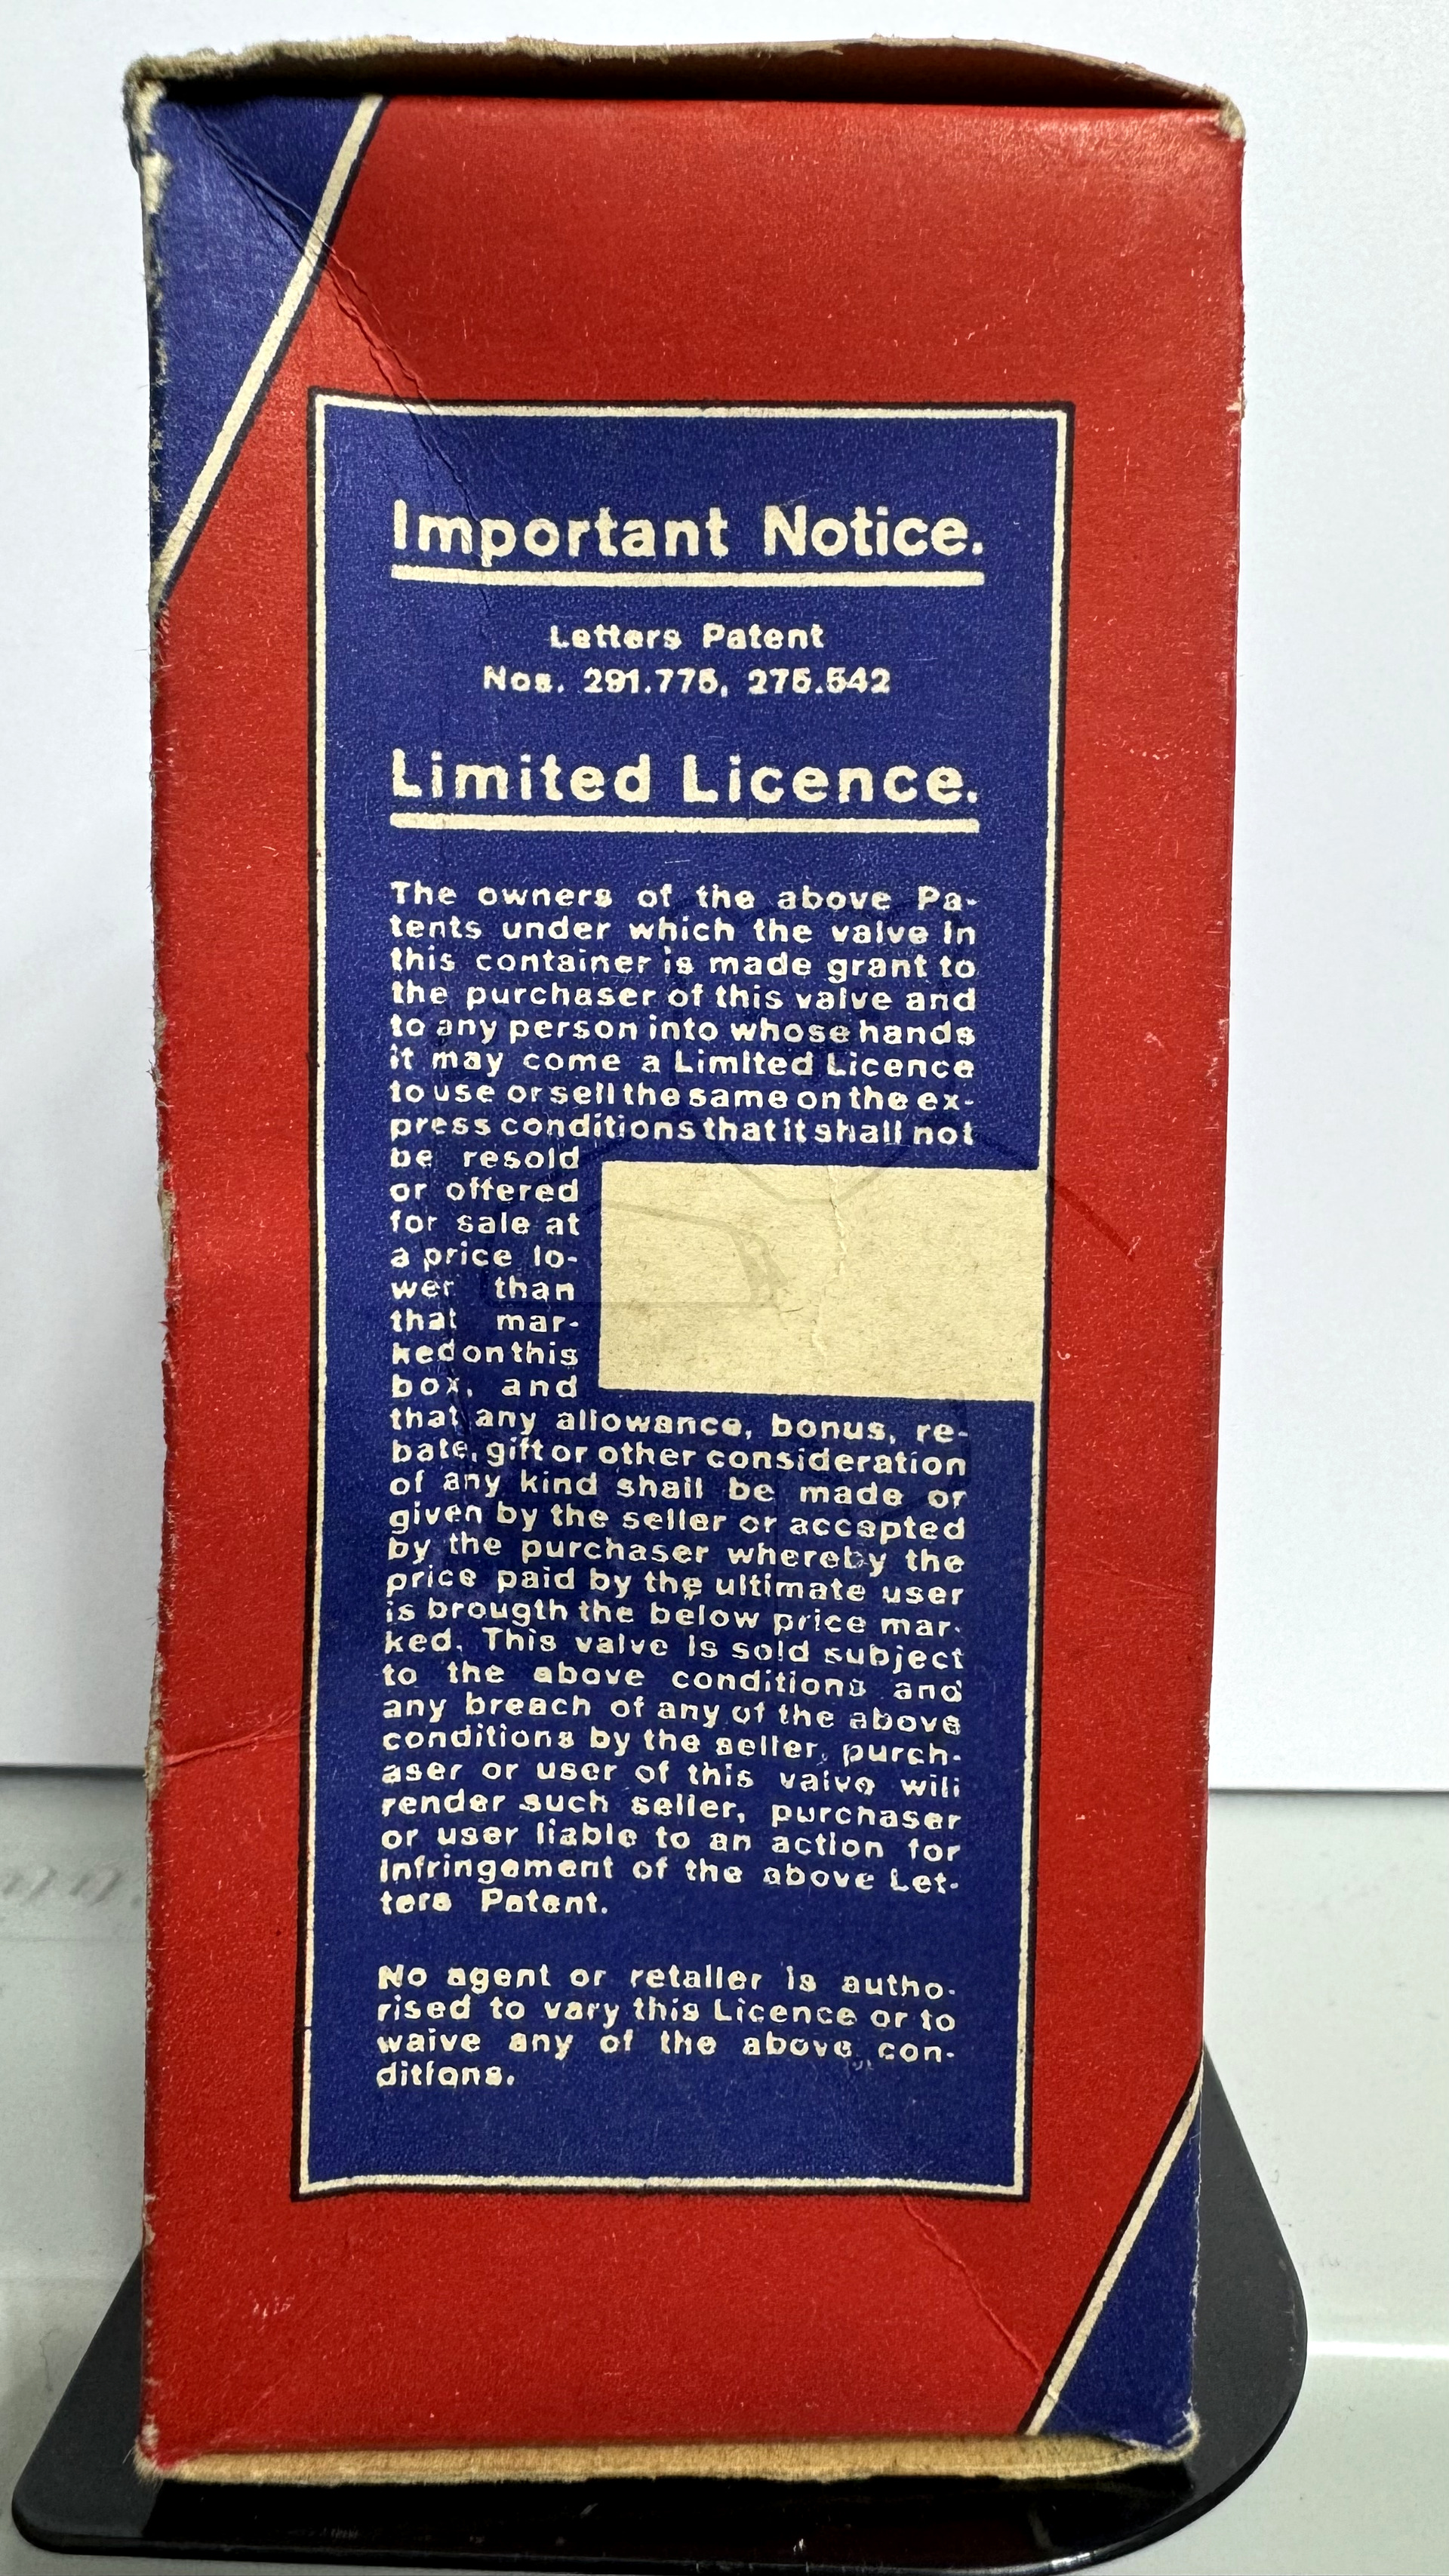 Important Notice.
Letters Patent
Nos. 291.775, 275.542
Limited Licence.
The owners of the above Pa-
tents under which the valve in
this container is made grant to
the purchaser of this valve and
to any person into whose hands
it may come a Limited Licence
to use or sell the same on the ex-
press conditions that it shall not
be resold
or offered
for sale at
a price lo-
wer than
that mar-
ked on this
box, and
that any allowance, bonus, re-
bate, gift or other consideration
of any kind shall be made or
given by the seller or accepted
by the purchaser whereby the
price paid by the ultimate user
is brougth the below price mar-
ked. This valve is sold subject
to the above conditions and
any breach of any of the above
conditions by the seller, purch-
aser or user of this valve will
render such seller, purchaser
or user liable to an action for
infringement of the above Let-
ters Patent.
No agent or retailer is autho-
rised to vary this Licence or to
waive any of the above con-
ditions.